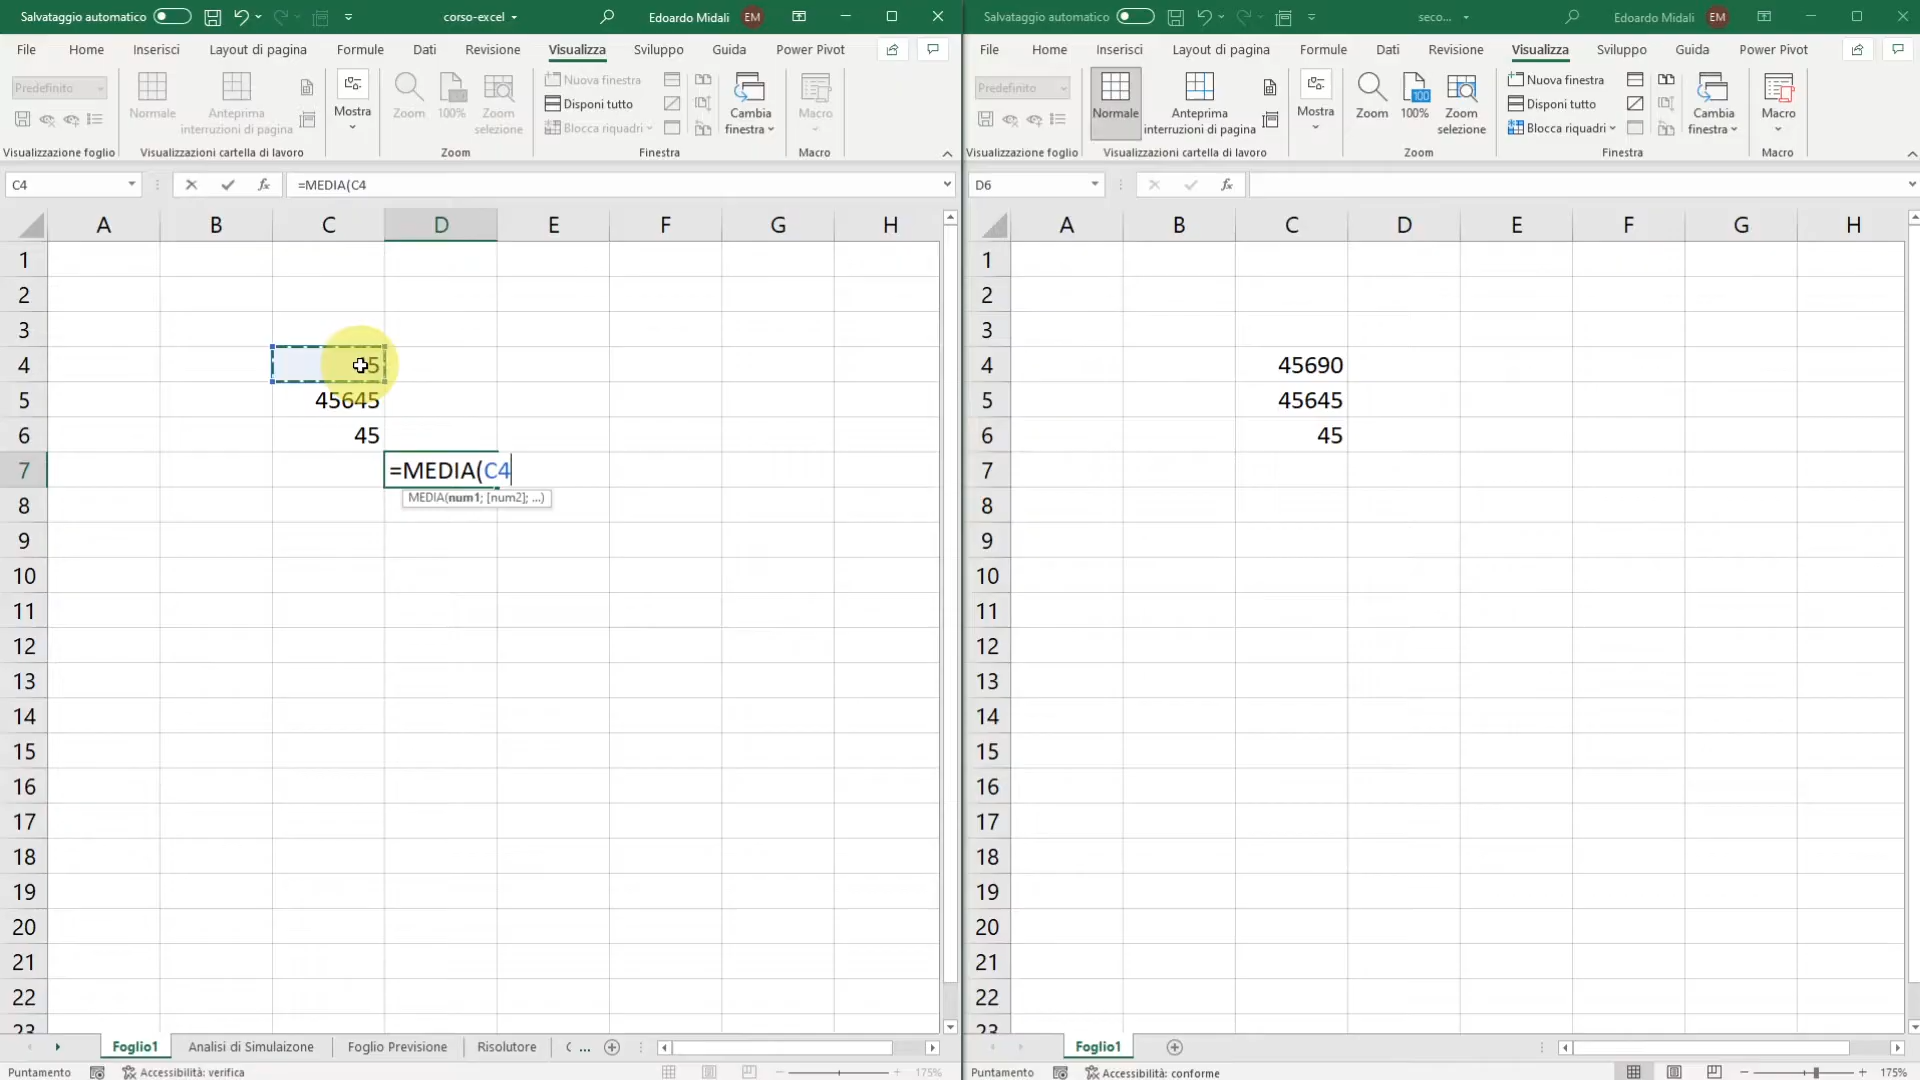 Salvataggio automatico
corso-excel
Edoardo Midali
EM
File Home Inserisci Layout di pagina Formule Dati Revisione Visualizza Sviluppo Guida Power Pivot
Predefinito
Normale
Anteprima
interruzioni di pagina
Mostra
Zoom
100%
Zoom
selezione
Nuova finestra
Disponi tutto
Blocca riquadri
Cambia
finestra
Macro
Visualizzazione foglio
Visualizzazioni cartella di lavoro
Zoom
Finestra
Macro
C4
fx
=MEDIA(C4
A B C D E F G H
1
2
3
4
5 45645
6 45
7 =MEDIA(C4
MEDIA(num1; [num2]; ...)
8
9
10
11
12
13
14
15
16
17
18
19
20
21
22
23
Foglio1 Analisi di Simulaizone Foglio Previsione Risolutore ...
Puntamento
Accessibilità: verifica
175%
Salvataggio automatico
seco...
Edoardo Midali
EM
File Home Inserisci Layout di pagina Formule Dati Revisione Visualizza Sviluppo Guida Power Pivot
Predefinito
Normale
Anteprima
interruzioni di pagina
Mostra
Zoom
100%
Zoom
selezione
Nuova finestra
Disponi tutto
Blocca riquadri
Cambia
finestra
Macro
Visualizzazione foglio
Visualizzazioni cartella di lavoro
Zoom
Finestra
Macro
D6
fx
A B C D E F G H
1
2
3
4 45690
5 45645
6 45
7
8
9
10
11
12
13
14
15
16
17
18
19
20
21
22
23
Foglio1
Puntamento
Accessibilità: conforme
175%